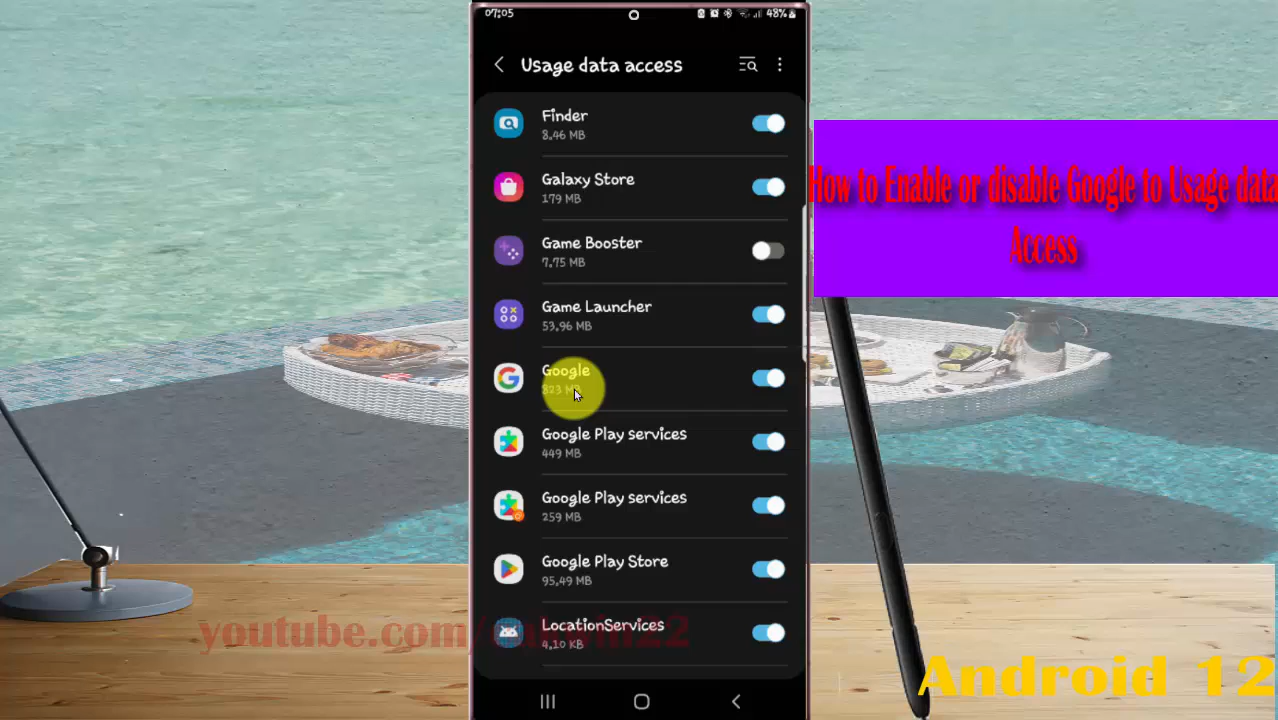 07:05
48%
Usage data access
Finder
8,46 MB
Galaxy Store
179 MB
Game Booster
7,75 MB
Game Launcher
53,96 MB
Google
823 MB
Google Play services
449 MB
Google Play services
259 MB
Google Play Store
95,49 MB
LocationServices
4,10 KB
How to Enable or disable Google to Usage data
Access
youtube.com/
Android 12